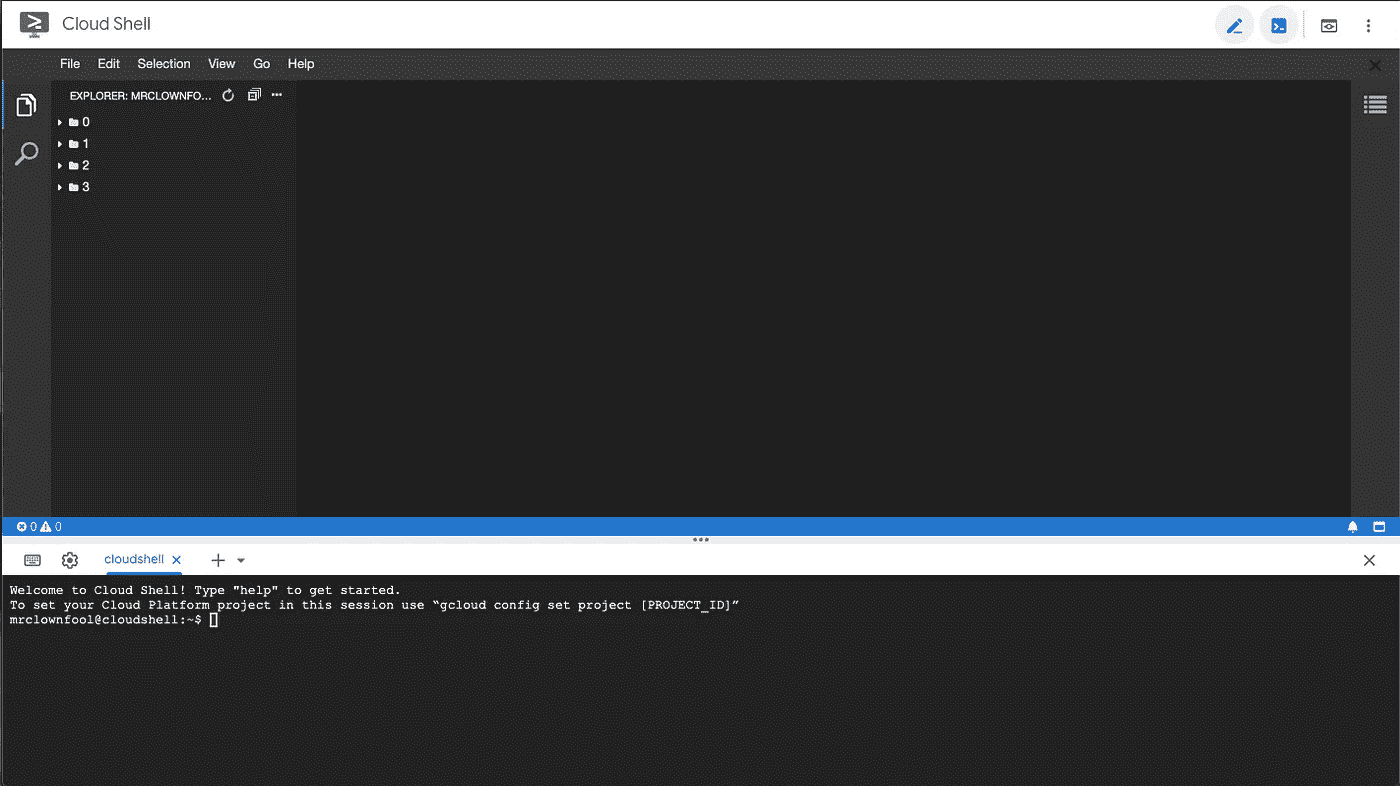 Cloud Shell
File Edit Selection View Go Help
EXPLORER: MRCLOWNFO...
0
1
2
3
0 0
cloudshell
Welcome to Cloud Shell! Type "help" to get started.
To set your Cloud Platform project in this session use “gcloud config set project [PROJECT_ID]”
mrclownfool@cloudshell:~$